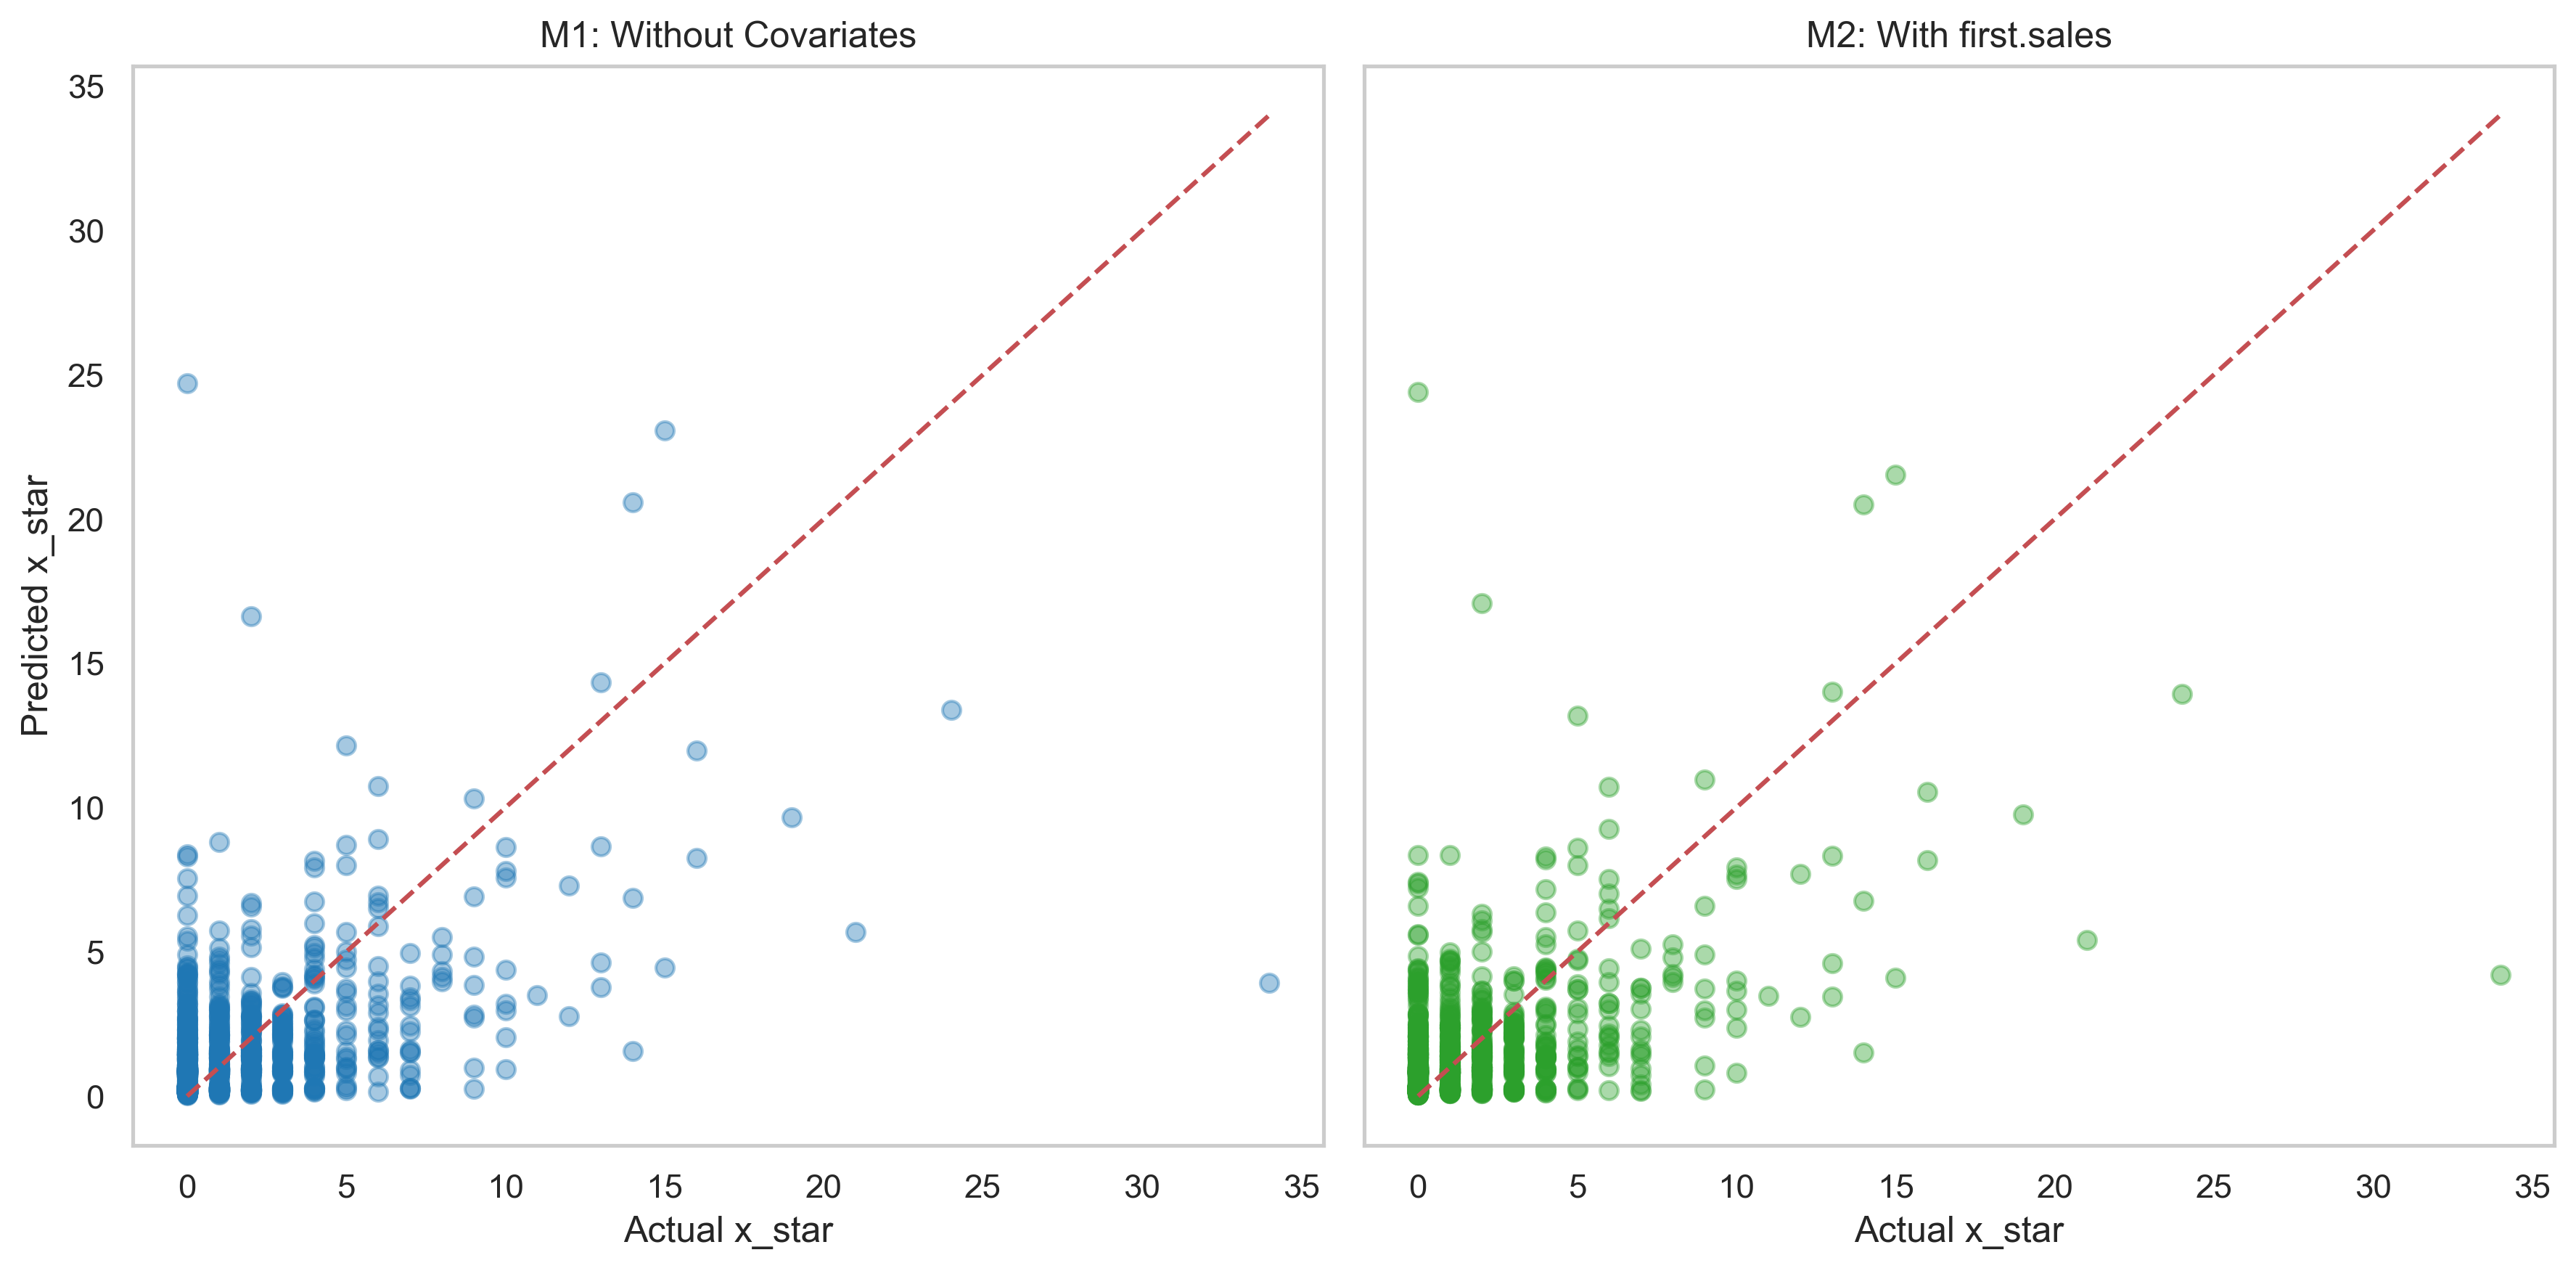 M1: Without Covariates
M2: With first.sales
35
30
25
20
15
10
5
0
Predicted x_star
0 5 10 15 20 25 30 35
0 5 10 15 20 25 30 35
Actual x_star
Actual x_star